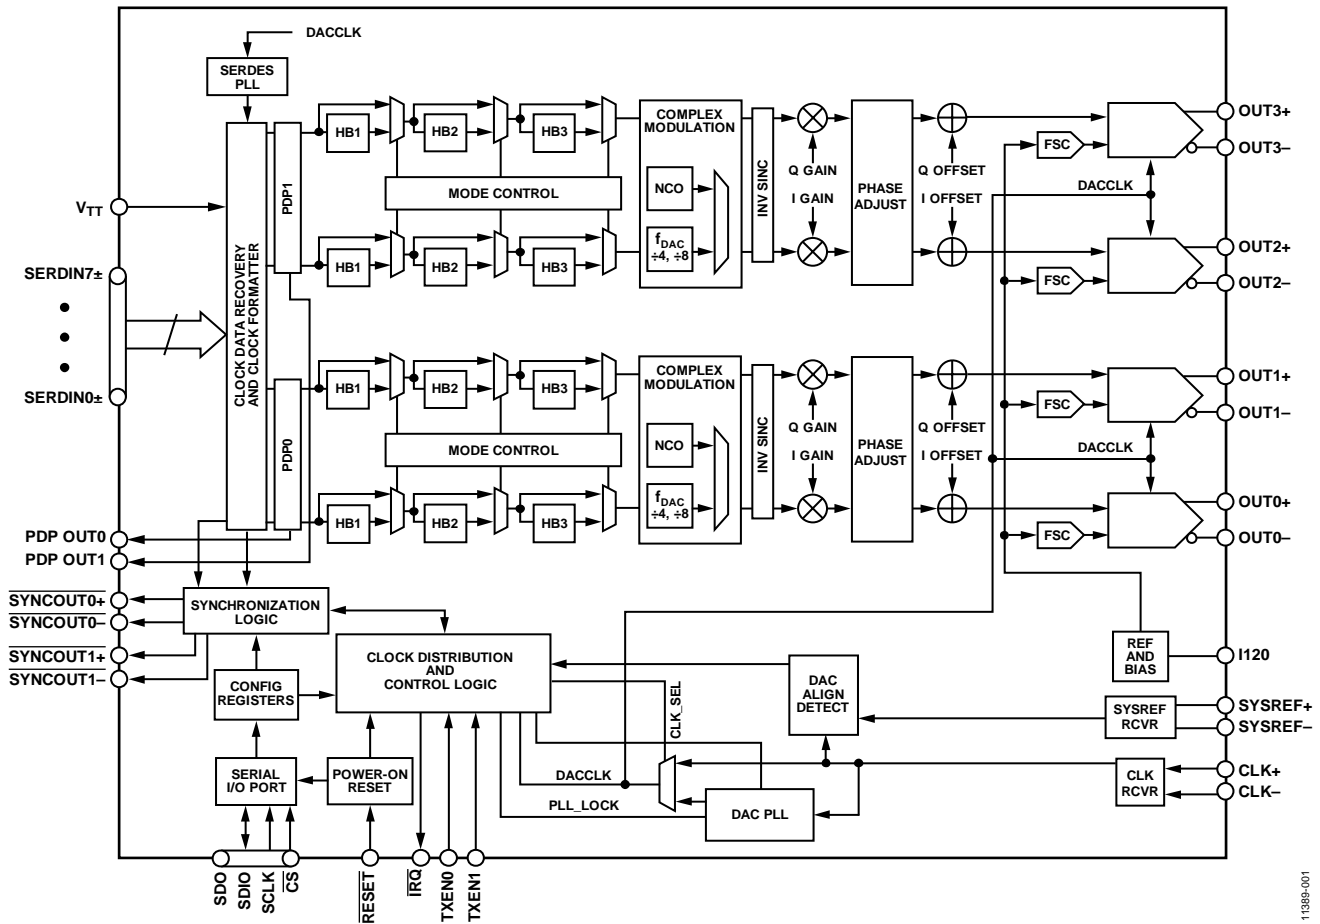 DACCLK
SERDES
PLL
CLOCK DATA RECOVERY
AND CLOCK FORMATTER
PDP1
PDP0
V_TT
SERDIN7±
SERDIN0±
HB1
HB2
HB3
MODE CONTROL
HB1
HB2
HB3
COMPLEX
MODULATION
NCO
f_DAC
÷4, ÷8
INV SINC
Q GAIN
I GAIN
PHASE
ADJUST
Q OFFSET
I OFFSET
FSC
DACCLK
FSC
OUT3+
OUT3–
OUT2+
OUT2–
HB1
HB2
HB3
MODE CONTROL
HB1
HB2
HB3
COMPLEX
MODULATION
NCO
f_DAC
÷4, ÷8
INV SINC
Q GAIN
I GAIN
PHASE
ADJUST
Q OFFSET
I OFFSET
FSC
DACCLK
FSC
OUT1+
OUT1–
OUT0+
OUT0–
PDP OUT0
PDP OUT1
SYNCOUT0+
SYNCOUT0–
SYNCOUT1+
SYNCOUT1–
SYNCHRONIZATION
LOGIC
CONFIG
REGISTERS
CLOCK DISTRIBUTION
AND
CONTROL LOGIC
SERIAL
I/O PORT
POWER-ON
RESET
CLK_SEL
DACCLK
PLL_LOCK
DAC PLL
DAC
ALIGN
DETECT
REF
AND
BIAS
I120
SYSREF
RCVR
SYSREF+
SYSREF–
CLK
RCVR
CLK+
CLK–
SDO
SDIO
SCLK
CS
RESET
IRQ
TXEN0
TXEN1
11389-001